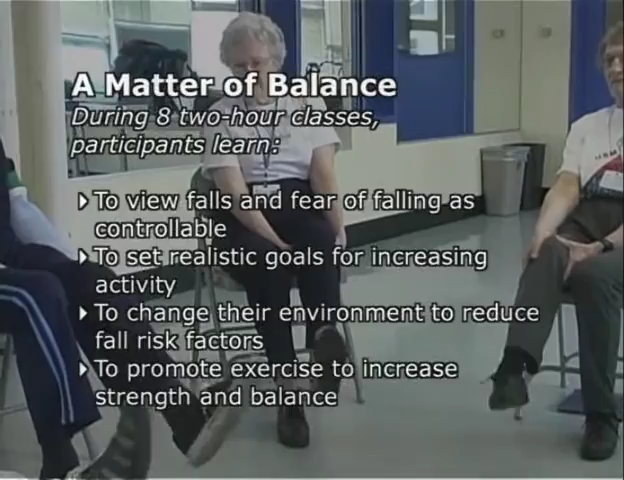 A Matter of Balance
During 8 two-hour classes,
participants learn:
To view falls and fear of falling as
controllable
To set realistic goals for increasing
activity
To change their environment to reduce
fall risk factors
To promote exercise to increase
strength and balance